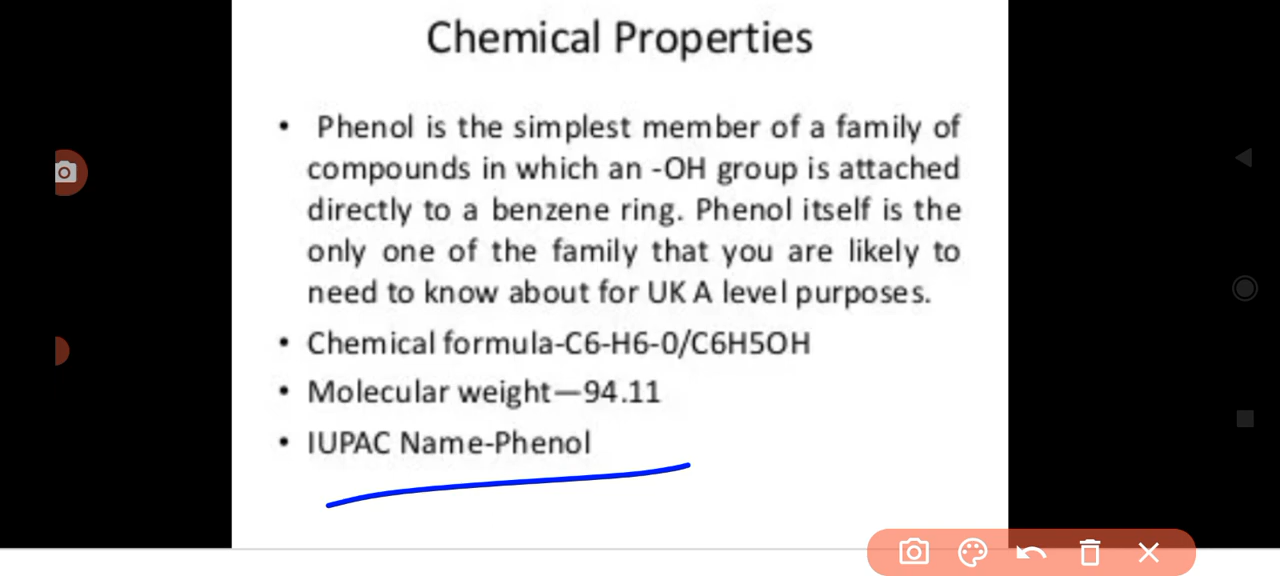 Chemical Properties
• Phenol is the simplest member of a family of
compounds in which an -OH group is attached
directly to a benzene ring. Phenol itself is the
only one of the family that you are likely to
need to know about for UK A level purposes.
• Chemical formula-C6-H6-0/C6H5OH
• Molecular weight—94.11
• IUPAC Name-Phenol